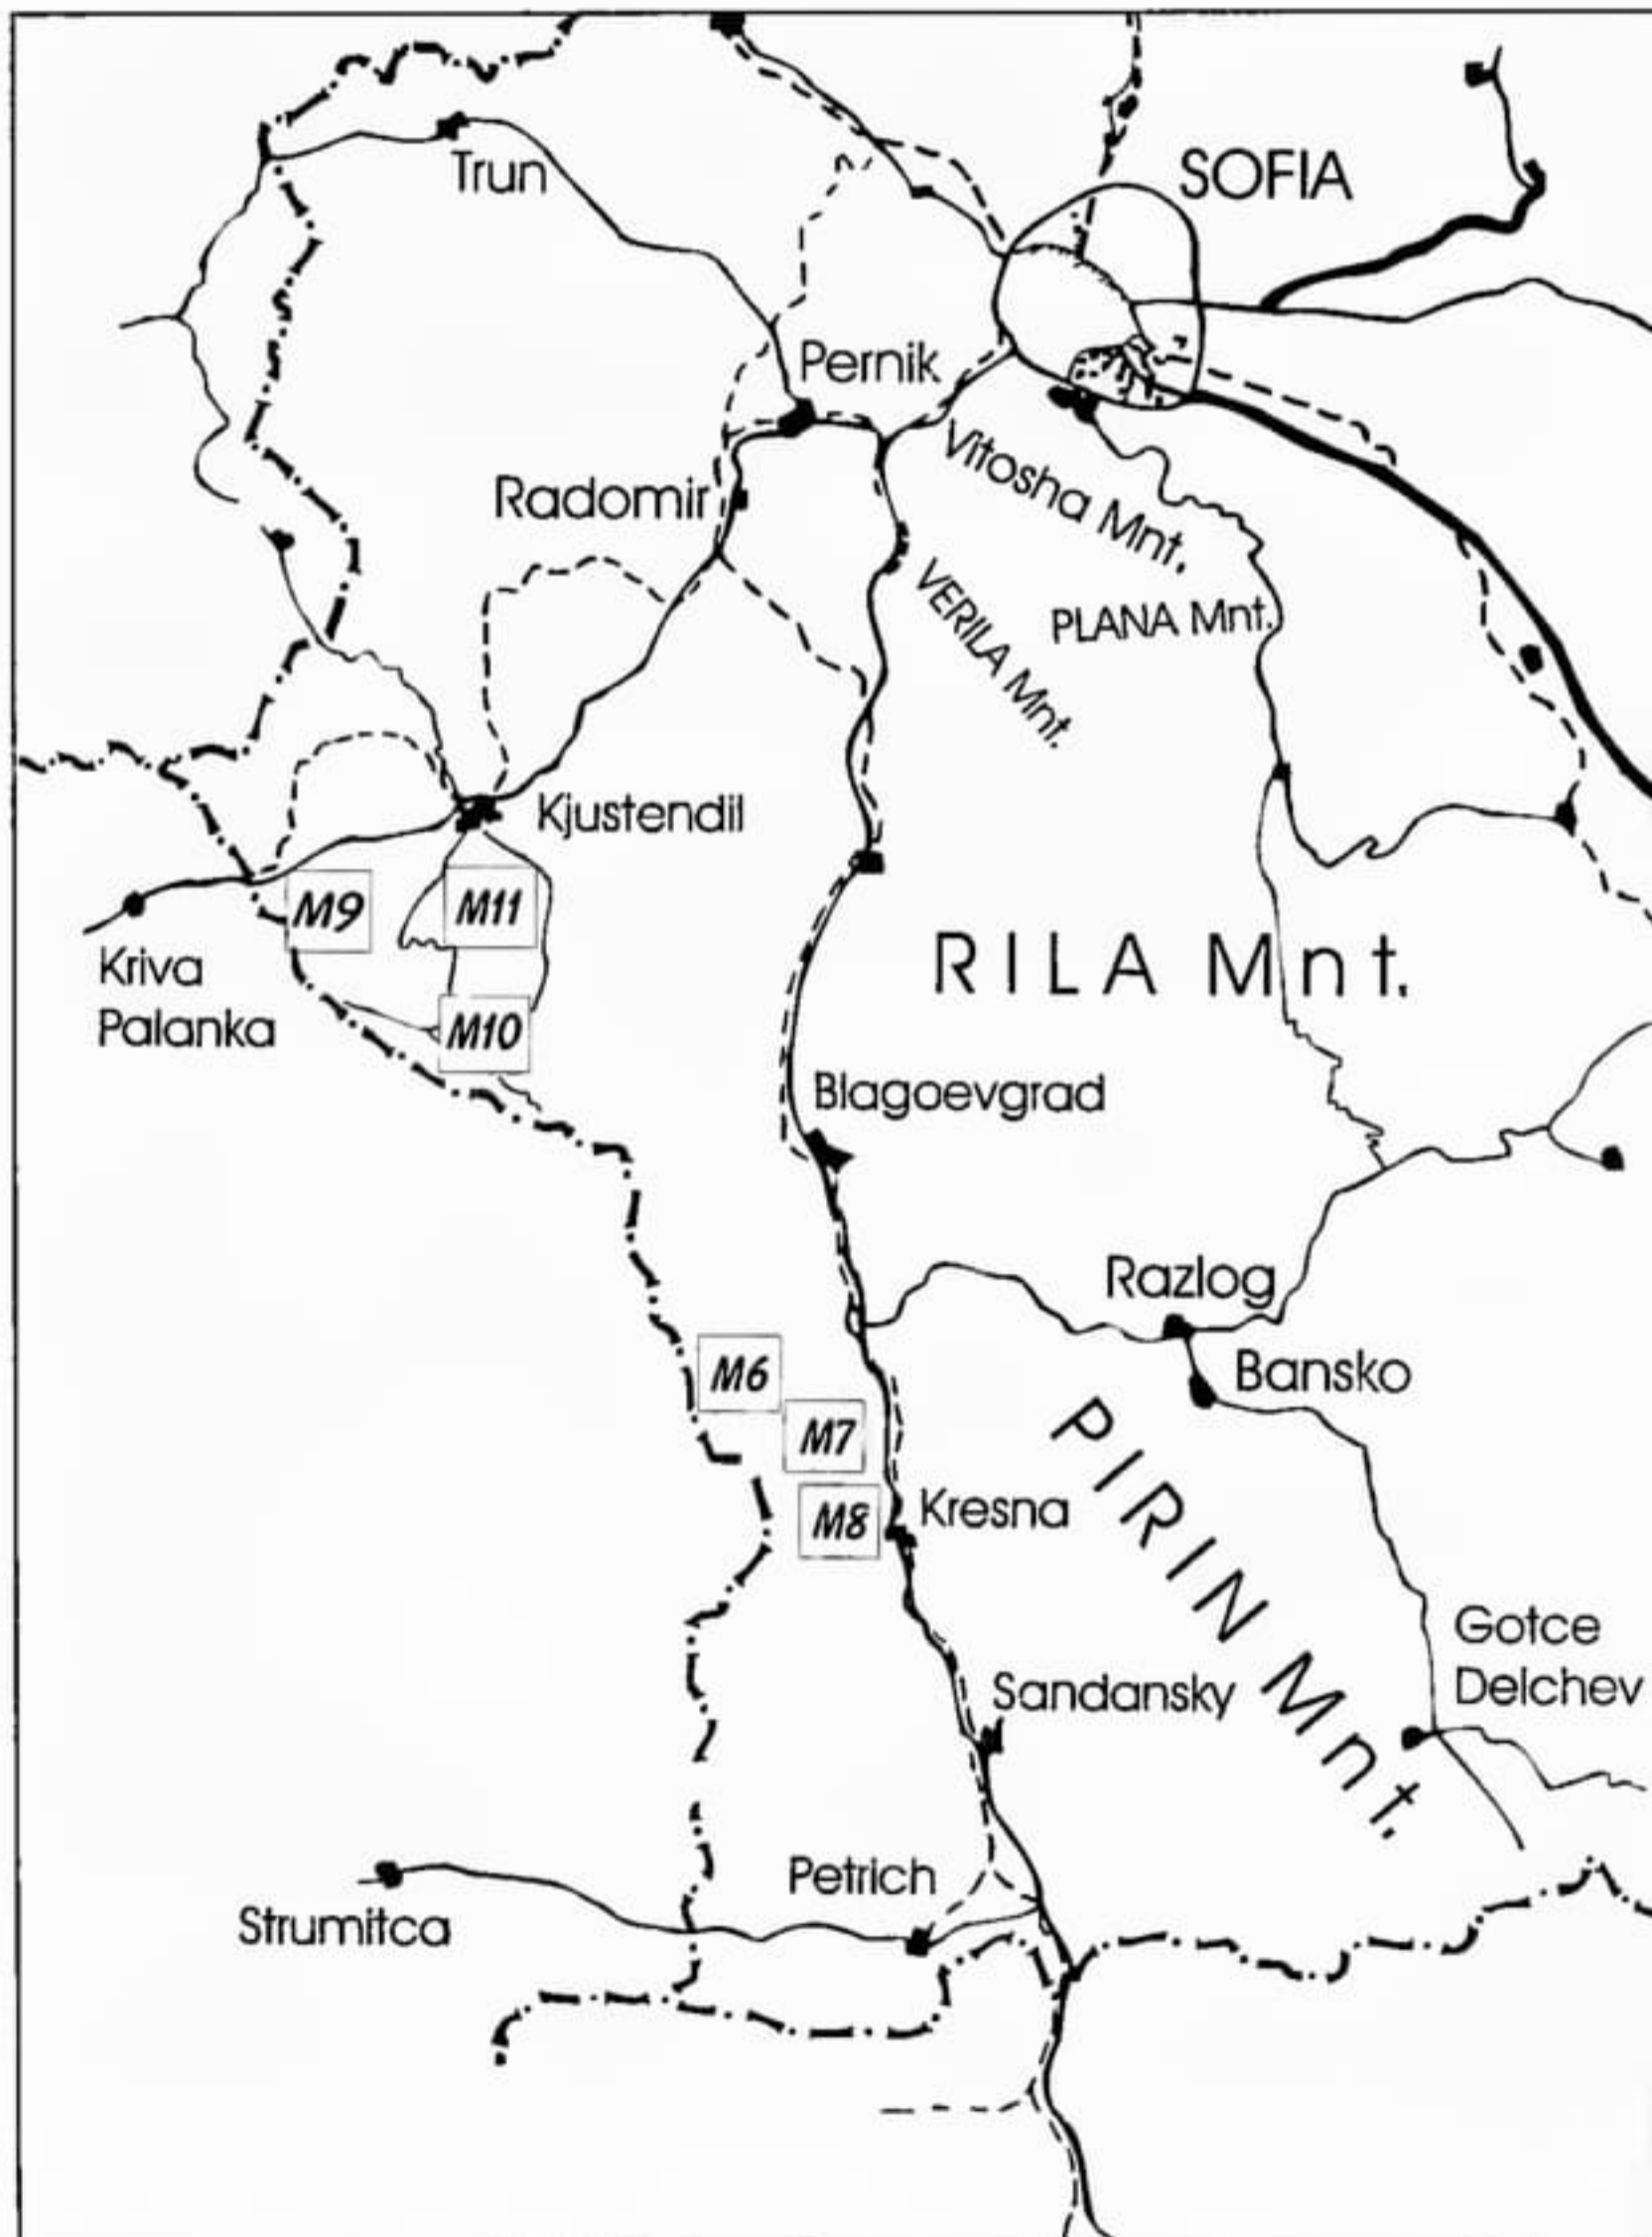 SOFIA
Trun
Pernik
Vitosha Mnt.
Radomir
VERILA Mnt.
PLANA Mnt.
Kjustendil
M9
M11
RILA Mnt.
Kriva
Palanka
M10
Blagoevgrad
Razlog
M6
Bansko
M7
PIRIN Mnt.
M8
Kresna
Gotce
Delchev
Sandansky
Petrich
Strumitca